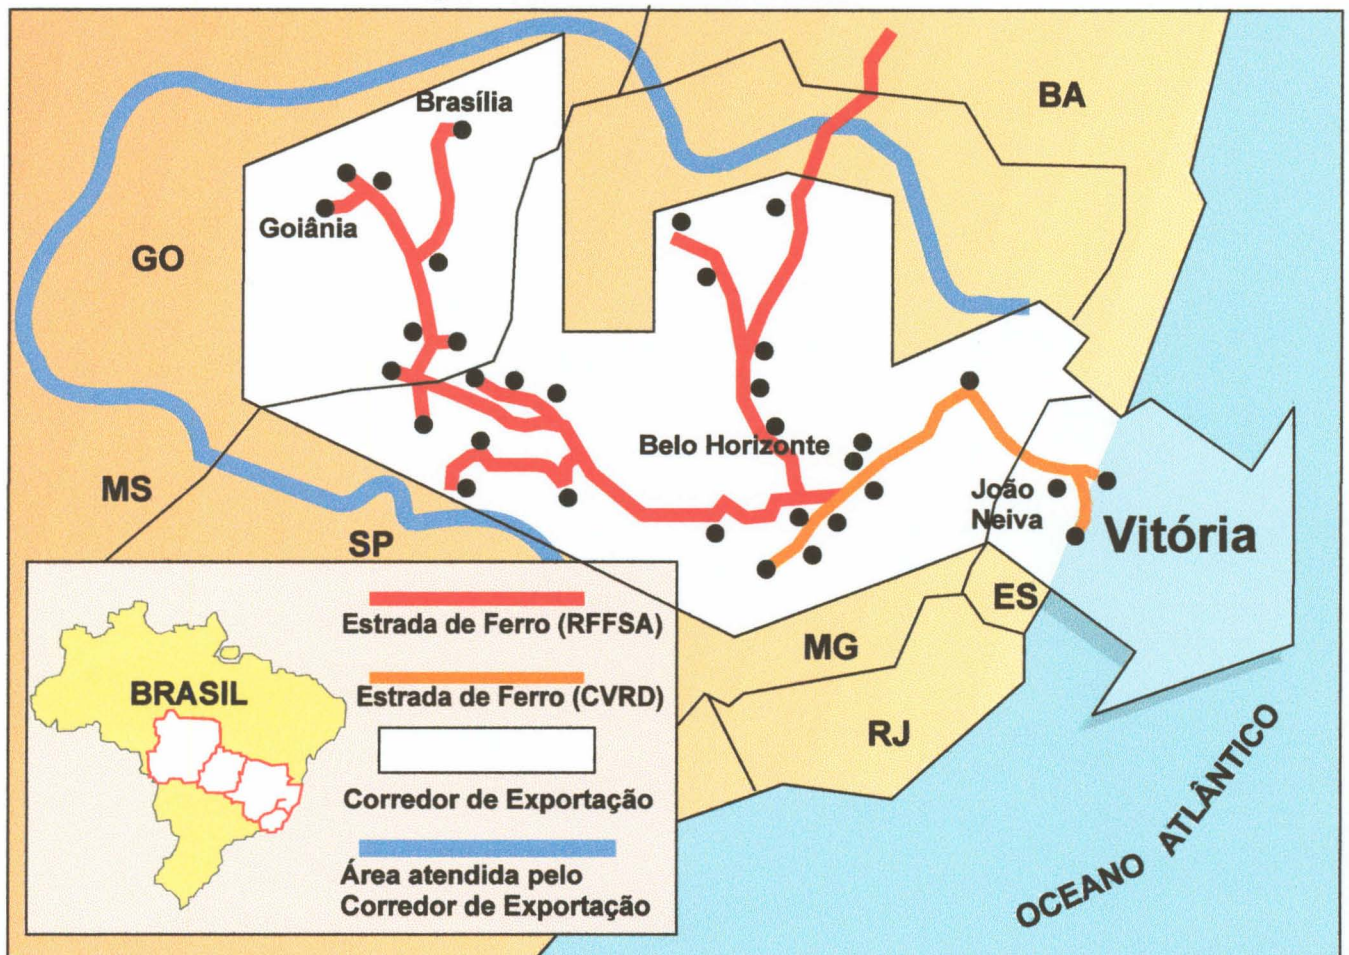 BA
Brasília
Goiânia
GO
Belo Horizonte
MS
João
Neiva
Vitória
SP
ES
MG
RJ
OCEANO ATLÂNTICO
BRASIL
Estrada de Ferro (RFFSA)
Estrada de Ferro (CVRD)
Corredor de Exportação
Área atendida pelo
Corredor de Exportação